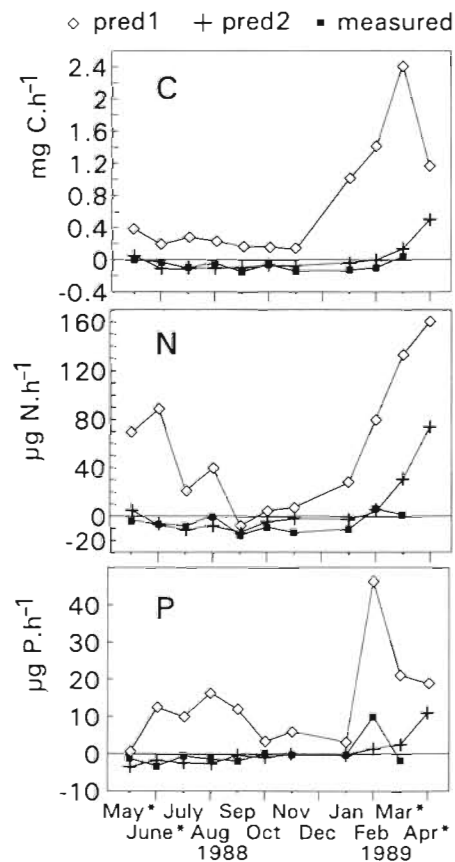 ◇ pred1 + pred2 ▪ measured
C
mg C.h⁻¹
2.4
2
1.6
1.2
0.8
0.4
0
-0.4
N
µg N.h⁻¹
160
120
80
40
0
-20
P
µg P.h⁻¹
40
30
20
10
0
-10
May* July Sep Nov Jan Mar*
June* Aug Oct Dec Feb Apr*
1988 1989